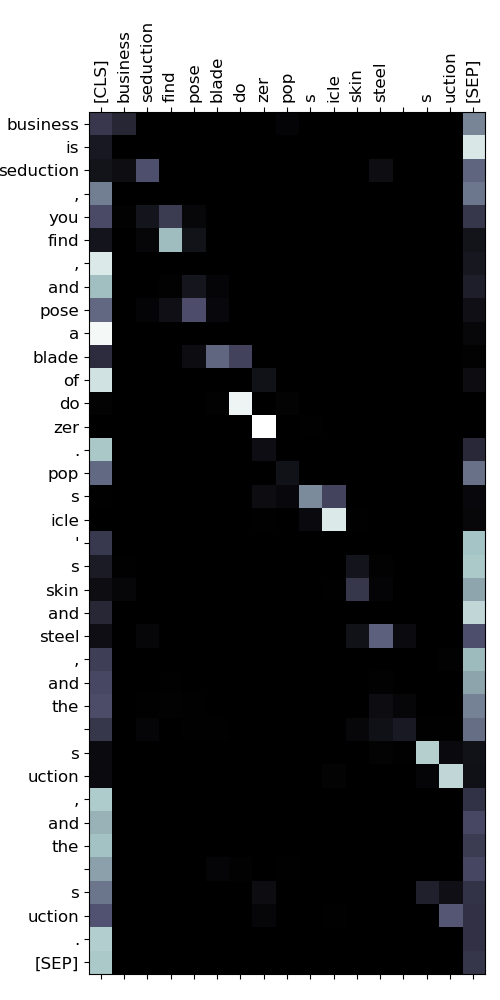 [CLS]
business
seduction
find
pose
blade
do
zer
pop
s
icle
skin
steel
s
uction
[SEP]
business
is
seduction
,
you
find
,
and
pose
a
blade
of
do
zer
.
pop
s
icle
'
s
skin
and
steel
,
and
the
s
uction
,
and
the
s
uction
.
[SEP]